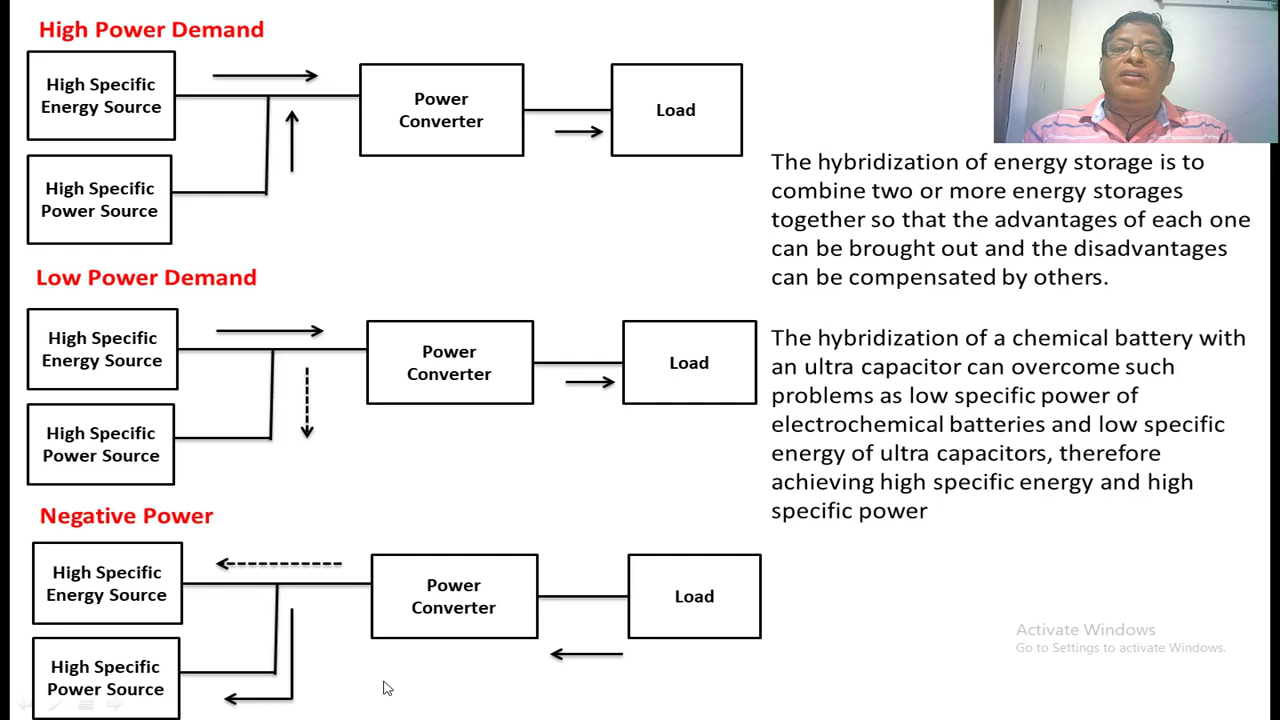 High Power Demand
High Specific
Energy Source
Power
Converter
Load
High Specific
Power Source
Low Power Demand
High Specific
Energy Source
Power
Converter
Load
High Specific
Power Source
Negative Power
High Specific
Energy Source
Power
Converter
Load
High Specific
Power Source
The hybridization of energy storage is to
combine two or more energy storages
together so that the advantages of each one
can be brought out and the disadvantages
can be compensated by others.
The hybridization of a chemical battery with
an ultra capacitor can overcome such
problems as low specific power of
electrochemical batteries and low specific
energy of ultra capacitors, therefore
achieving high specific energy and high
specific power
Activate Windows
Go to Settings to activate Windows.